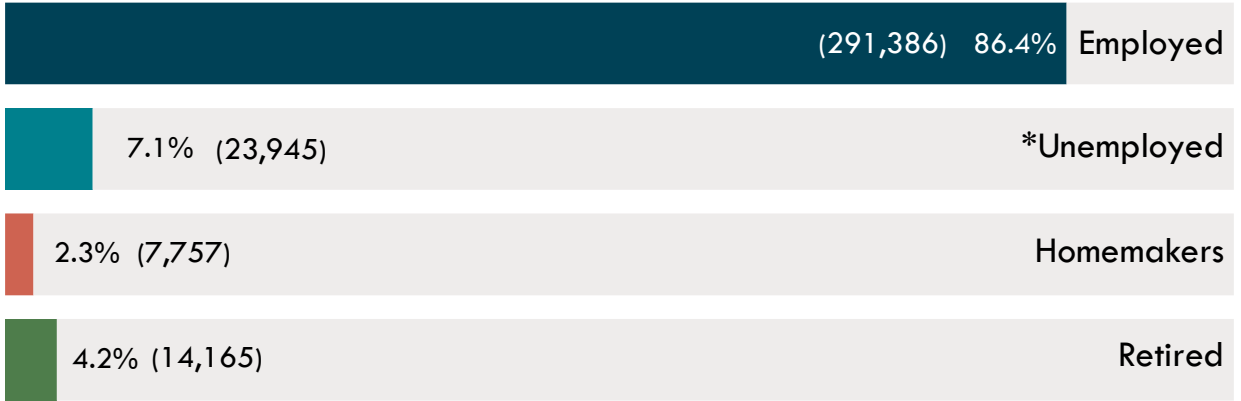 (291,386) 86.4% Employed
7.1% (23,945) *Unemployed
2.3% (7,757) Homemakers
4.2% (14,165) Retired